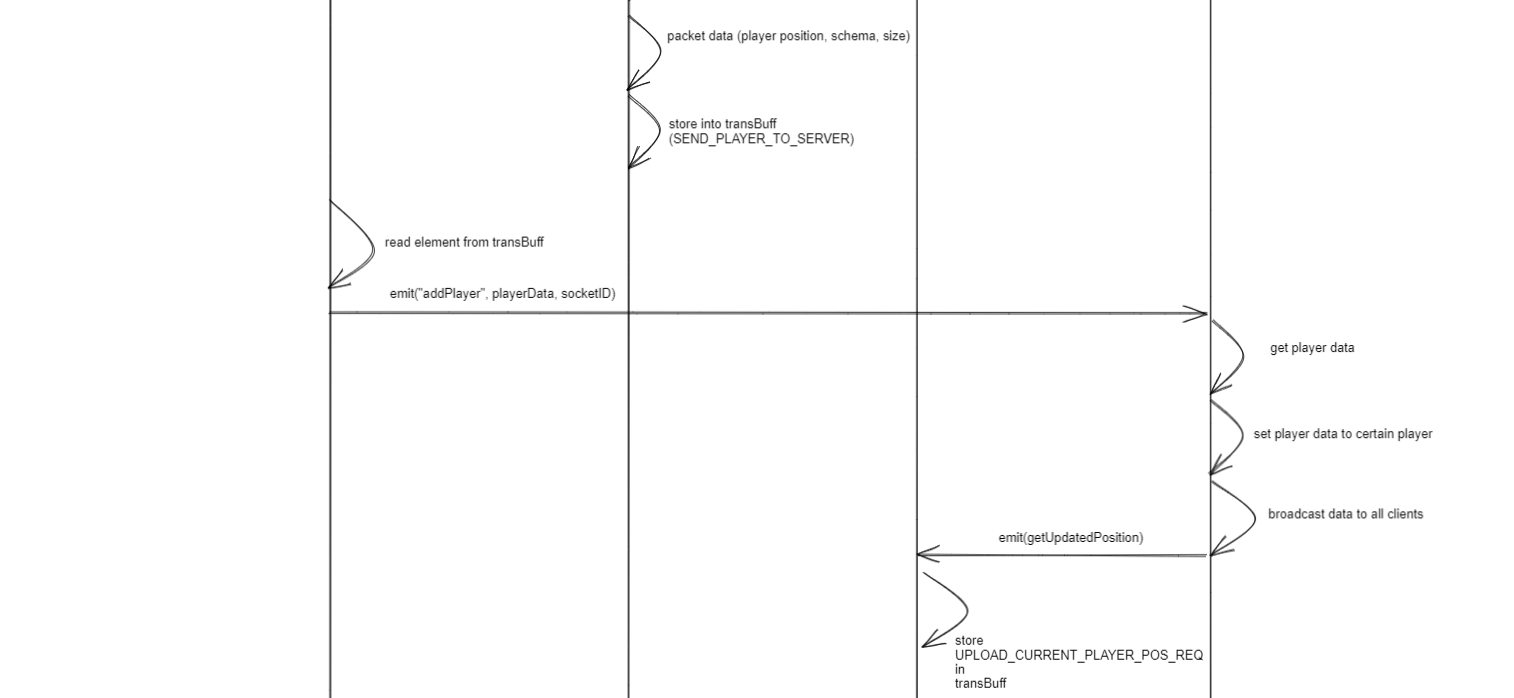 packet data (player position, schema, size)
store into transBuff
(SEND_PLAYER_TO_SERVER)
read element from transBuff
emit("addPlayer", playerData, socketID)
get player data
set player data to certain player
broadcast data to all clients
emit(getUpdatedPosition)
store
UPLOAD_CURRENT_PLAYER_POS_REQ
in
transBuff